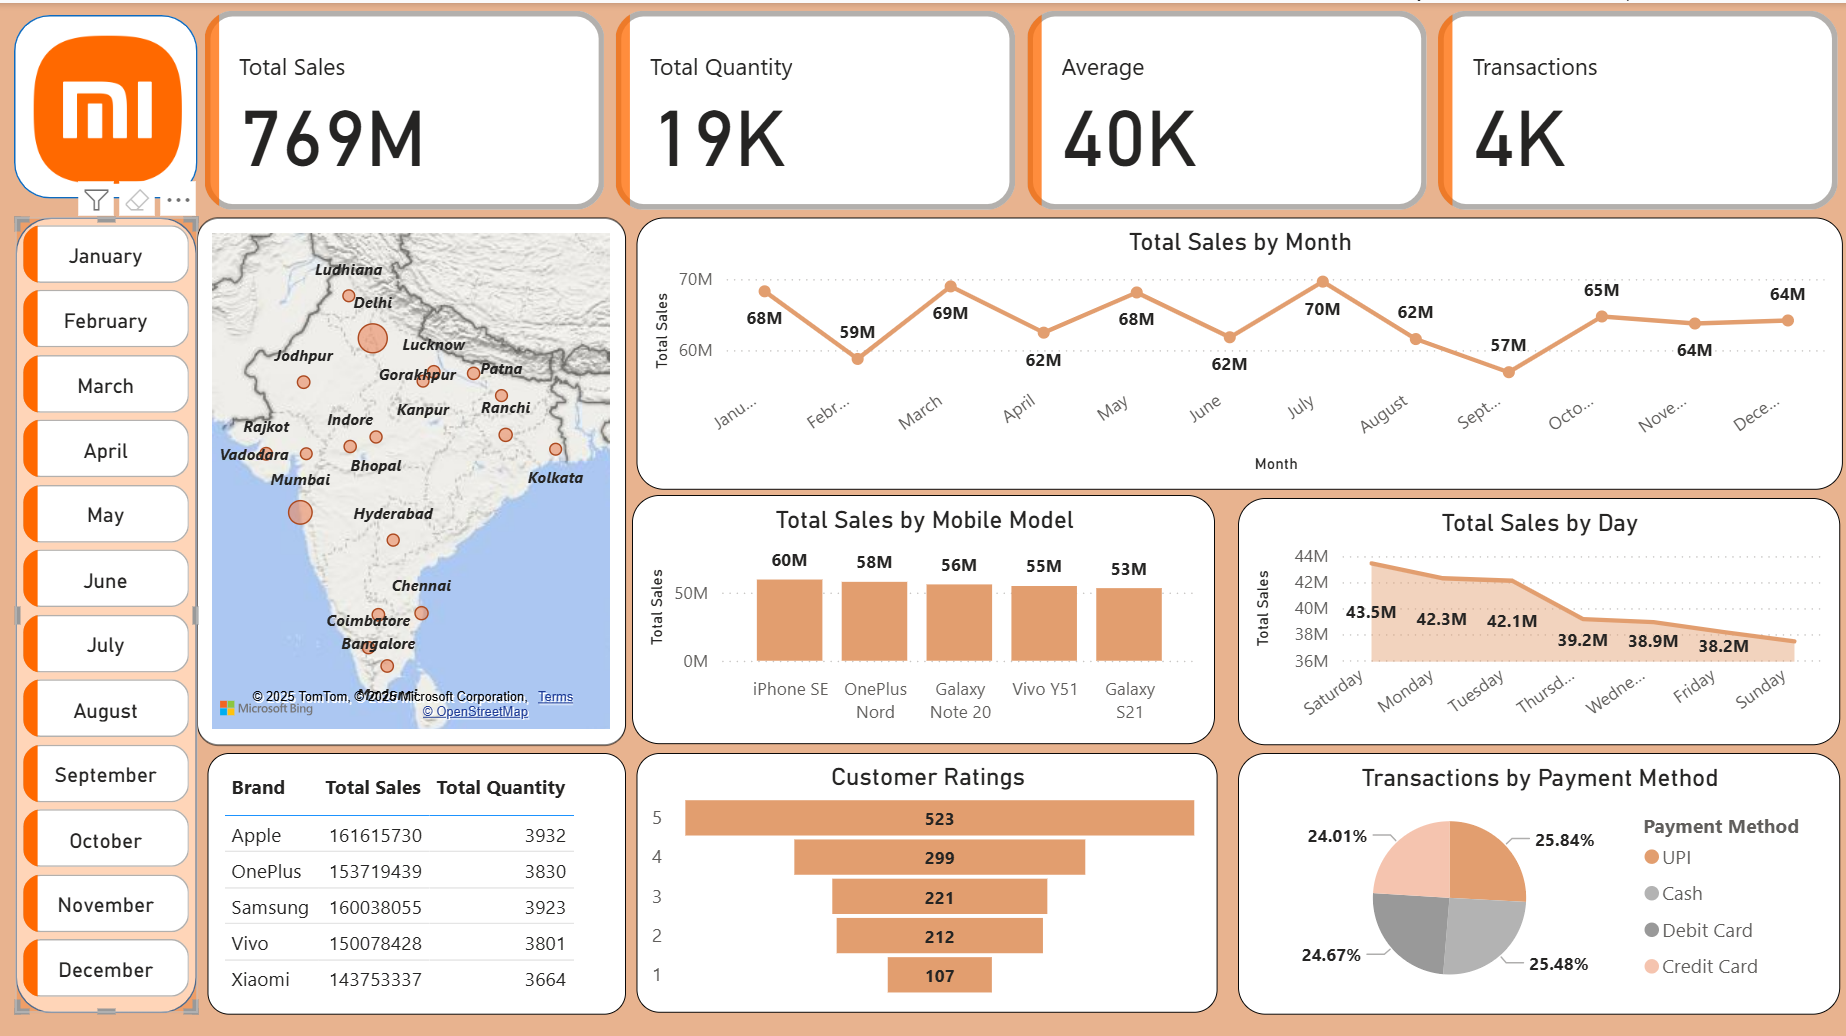 mi
Total Sales
769M
Total Quantity
19K
Average
40K
Transactions
4K
January
February
March
April
May
June
July
August
September
October
November
December
Ludhiana
Delhi
Lucknow
Jodhpur
Gorakhpur
Patna
Kanpur
Ranchi
Indore
Rajkot
Vadodara
Bhopal
Mumbai
Kolkata
Hyderabad
Chennai
Coimbatore
Bangalore
© 2025 TomTom, © 2025 Microsoft Corporation, Terms
Microsoft Bing
© OpenStreetMap
Total Sales by Month
Total Sales
70M
60M
68M
59M
69M
62M
68M
62M
70M
62M
57M
65M
64M
64M
Janu...
Febr...
March
April
May
June
July
August
Sept...
Octo...
Nove...
Dece...
Month
Total Sales by Mobile Model
Total Sales
50M
0M
60M
58M
56M
55M
53M
iPhone SE
OnePlus
Nord
Galaxy
Note 20
Vivo Y51
Galaxy
S21
Total Sales by Day
Total Sales
44M
42M
40M
38M
36M
43.5M
42.3M
42.1M
39.2M
38.9M
38.2M
Saturday
Monday
Tuesday
Thursd...
Wedne...
Friday
Sunday
Brand Total Sales Total Quantity
Apple 161615730 3932
OnePlus 153719439 3830
Samsung 160038055 3923
Vivo 150078428 3801
Xiaomi 143753337 3664
Customer Ratings
5 523
4 299
3 221
2 212
1 107
Transactions by Payment Method
24.01%
25.84%
24.67%
25.48%
Payment Method
UPI
Cash
Debit Card
Credit Card